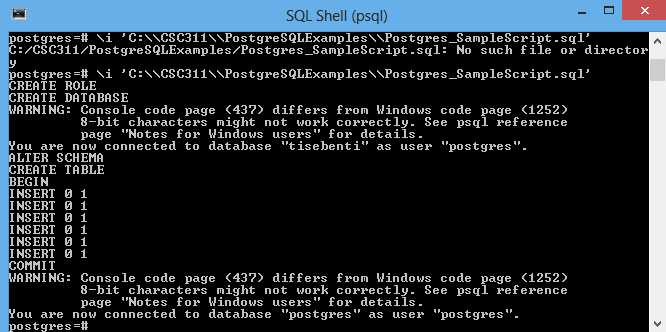 SQL Shell (psql)
postgres=# \i 'C:\\CSC311\\PostgreSQLExamples\\Postgres_SampleScript.sql'
C:/CSC311/PostgreSQLExamples/Postgres_SampleScript.sql: No such file or director
y
postgres=# \i 'C:\\CSC311\\PostgresSQLExamples\\Postgres_SampleScript.sql'
CREATE ROLE
CREATE DATABASE
WARNING: Console code page (437) differs from Windows code page (1252)
8-bit characters might not work correctly. See psql reference
page "Notes for Windows users" for details.
You are now connected to database "tisebenti" as user "postgres".
ALTER SCHEMA
CREATE TABLE
BEGIN
INSERT 0 1
INSERT 0 1
INSERT 0 1
INSERT 0 1
INSERT 0 1
INSERT 0 1
COMMIT
WARNING: Console code page (437) differs from Windows code page (1252)
8-bit characters might not work correctly. See psql reference
page "Notes for Windows users" for details.
You are now connected to database "postgres" as user "postgres".
postgres=#